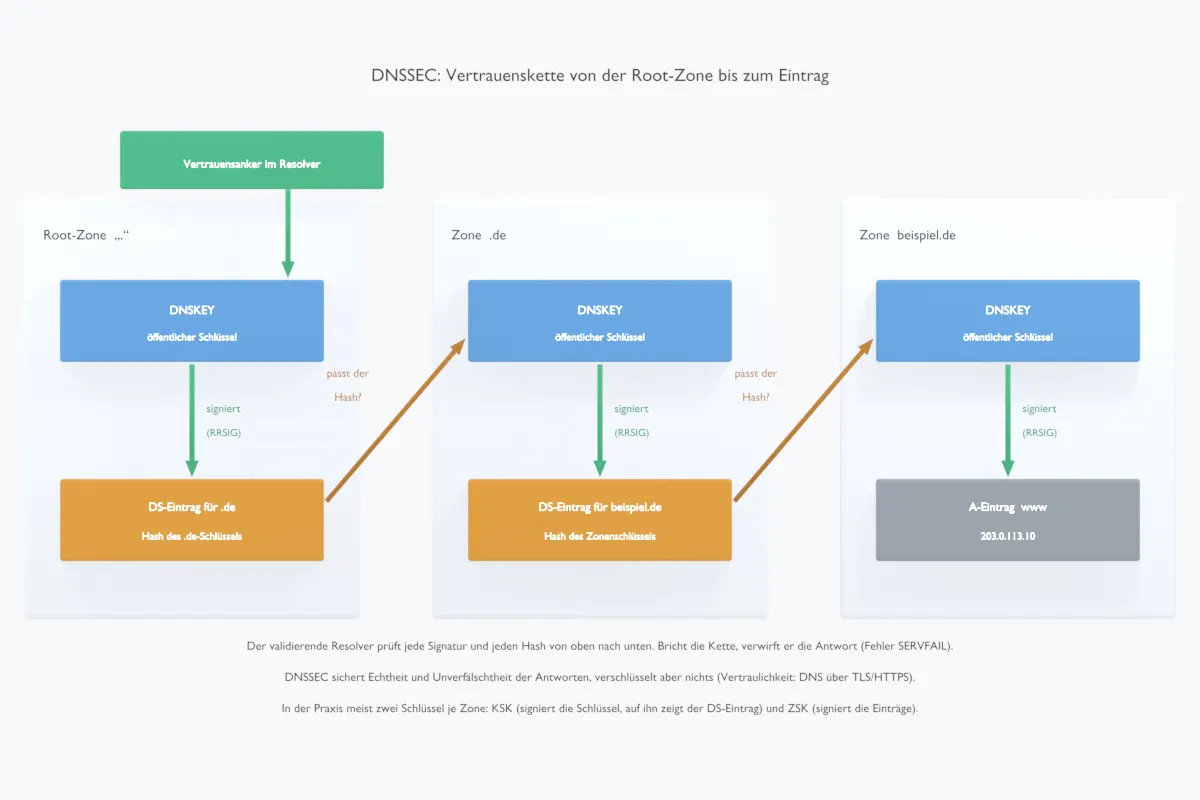 DNSSEC: Vertrauenskette von der Root-Zone bis zum Eintrag
Vertrauensanker im Resolver
Root-Zone „.“
DNSKEY
öffentlicher Schlüssel
signiert
(RRSIG)
DS-Eintrag für .de
Hash des .de-Schlüssels
passt der
Hash?
Zone .de
DNSKEY
öffentlicher Schlüssel
signiert
(RRSIG)
DS-Eintrag für beispiel.de
Hash des Zonenschlüssels
passt der
Hash?
Zone beispiel.de
DNSKEY
öffentlicher Schlüssel
signiert
(RRSIG)
A-Eintrag www
203.0.113.10
Der validierende Resolver prüft jede Signatur und jeden Hash von oben nach unten. Bricht die Kette, verwirft er die Antwort (Fehler SERVFAIL).
DNSSEC sichert Echtheit und Unverfälschtheit der Antworten, verschlüsselt aber nichts (Vertraulichkeit: DNS über TLS/HTTPS).
In der Praxis meist zwei Schlüssel je Zone: KSK (signiert die Schlüssel, auf ihn zeigt der DS-Eintrag) und ZSK (signiert die Einträge).